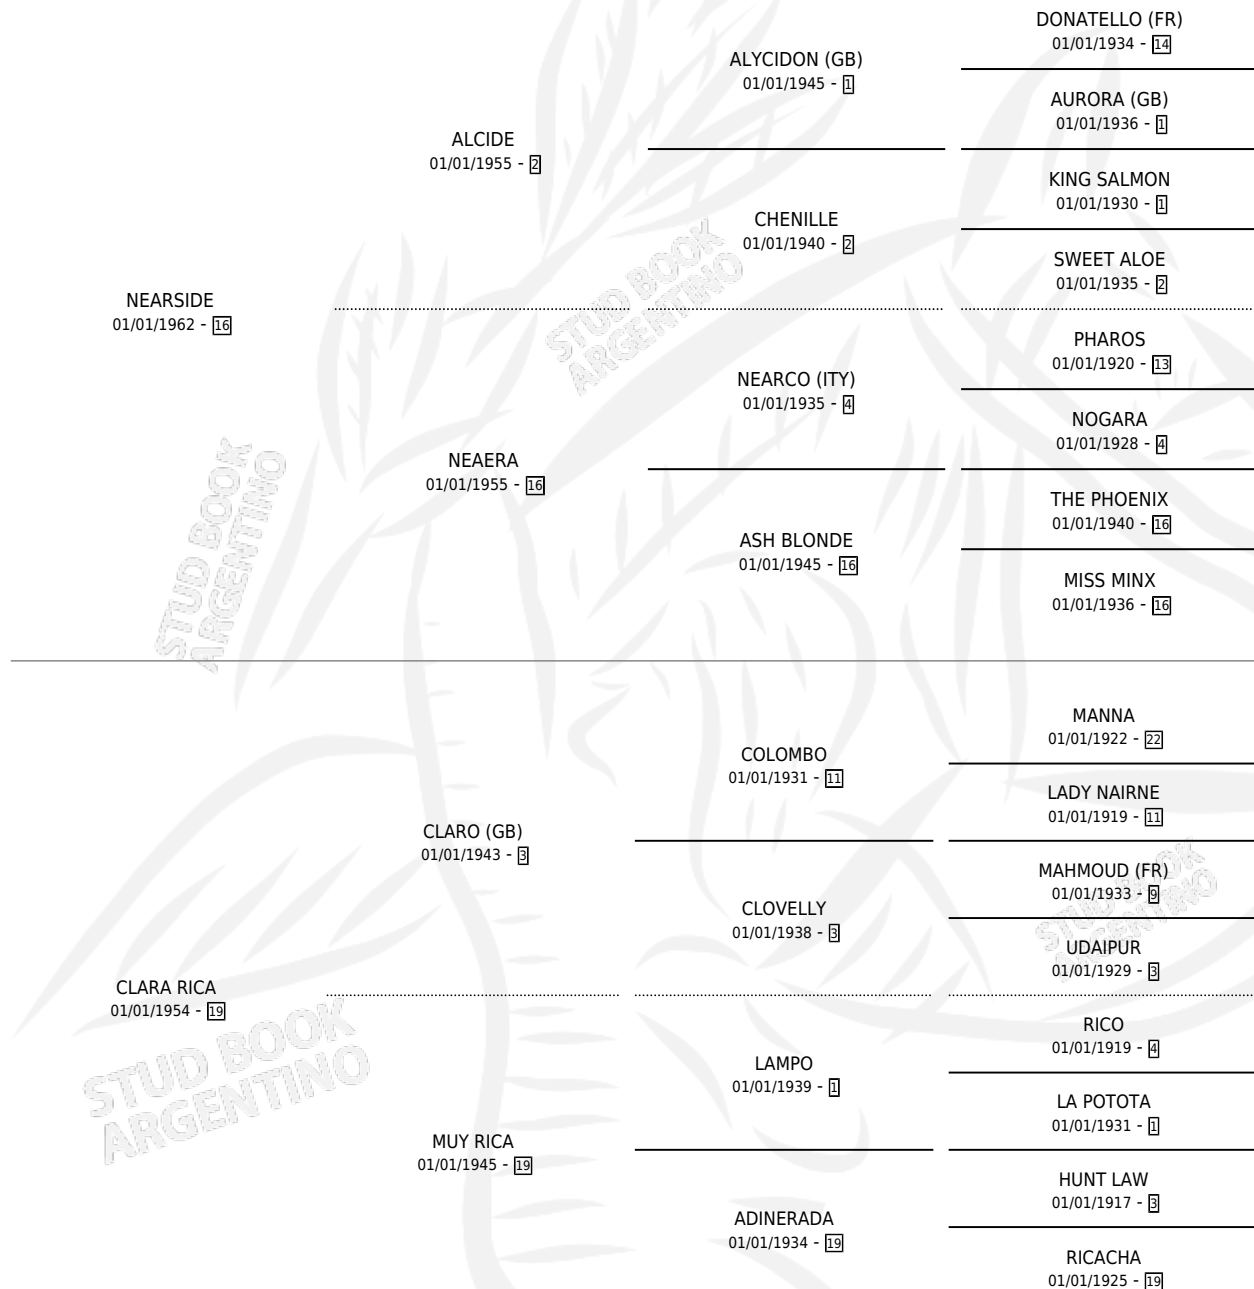 DONATELLO (FR)
01/01/1934 - 14
ALYCIDON (GB)
01/01/1945 - 1
AURORA (GB)
01/01/1936 - 1
ALCIDE
01/01/1955 - 2
KING SALMON
01/01/1930 - 1
CHENILLE
01/01/1940 - 2
SWEET ALOE
01/01/1935 - 2
NEARSIDE
01/01/1962 - 16
PHAROS
01/01/1920 - 13
NEARCO (ITY)
01/01/1935 - 4
NOGARA
01/01/1928 - 4
NEAERA
01/01/1955 - 16
THE PHOENIX
01/01/1940 - 16
ASH BLONDE
01/01/1945 - 16
MISS MINX
01/01/1936 - 16
MANNA
01/01/1922 - 22
COLOMBO
01/01/1931 - 11
LADY NAIRNE
01/01/1919 - 11
CLARO (GB)
01/01/1943 - 3
MAHMOUD (FR)
01/01/1933 - 9
CLOVELLY
01/01/1938 - 3
UDAIPUR
01/01/1929 - 3
CLARA RICA
01/01/1954 - 19
RICO
01/01/1919 - 4
LAMPO
01/01/1939 - 1
LA POTOTA
01/01/1931 - 1
MUY RICA
01/01/1945 - 19
HUNT LAW
01/01/1917 - 3
ADINERADA
01/01/1934 - 19
RICACHA
01/01/1925 - 19
STUD BOOK
ARGENTINO
STUD BOOK
ARGENTINO
STUD BOOK
ARGENTINO
STUD BOOK
ARGENTINO